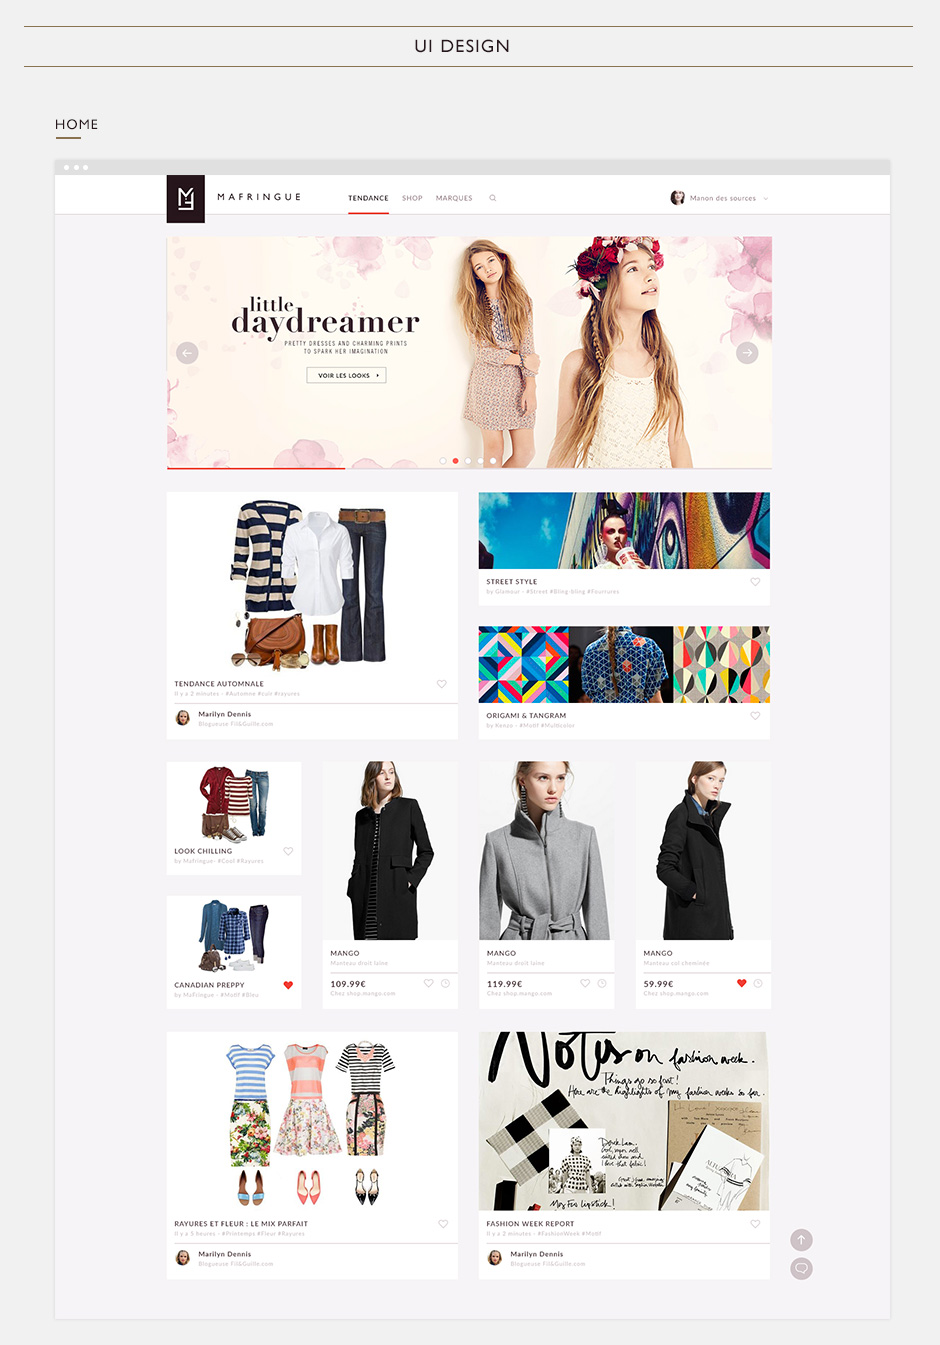 UI DESIGN
HOME
MAFRINGUE
TENDANCE
SHOP
MARQUES
Manon des sources
little
daydreamer
PRETTY DRESSES AND CHARMING PRINTS
TO SPARK HER IMAGINATION
VOIR LES LOOKS
TENDANCE AUTOMNALE
Il y a 2 minutes - #Automne #cuir #rayures
Marilyn Dennis
Blogueuse Fil&Guille.com
STREET STYLE
by Glamour - #Street #Bling-bling #Fourrures
ORIGAMI & TANGRAM
by Kenzo - #Motif #Multicolor
LOOK CHILLING
by Mafringue- #Cool #Rayures
CANADIAN PREPPY
by Mafringue - #Motif #Bleu
MANGO
Manteau droit laine
109.99€
Chez shop.mango.com
MANGO
Manteau droit laine
119.99€
Chez shop.mango.com
MANGO
Manteau col cheminée
59.99€
Chez shop.mango.com
RAYURES ET FLEUR : LE MIX PARFAIT
Il y a 5 heures - #Printemps #Fleur #Rayures
Marilyn Dennis
Blogueuse Fil&Guille.com
Notes on fashion week.
Things go so fast!
Here are the highlights of my fashion weeks so far.
Derek Lam.
I love that fabric!
FASHION WEEK REPORT
Il y a 2 minutes - #FashionWeek #Motif
Marilyn Dennis
Blogueuse Fil&Guille.com